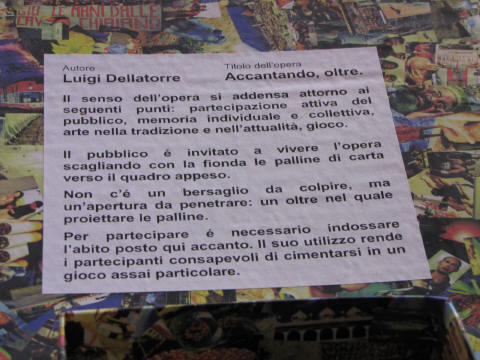 GIÙ LE MANI DALLE
Autore
Luigi Dellatorre
Titolo dell'opera
Accantando, oltre.
Il senso dell'opera si addensa attorno ai
seguenti punti: partecipazione attiva del
pubblico, memoria individuale e collettiva,
arte nella tradizione e nell'attualità, gioco.
Il pubblico é invitato a vivere l'opera
scagliando con la fionda le palline di carta
verso il quadro appeso.
Non c'é un bersaglio da colpire, ma
un'apertura da penetrare: un oltre nel quale
proiettare le palline.
Per partecipare é necessario indossare
l'abito posto qui accanto. Il suo utilizzo rende
i partecipanti consapevoli di cimentarsi in un
gioco assai particolare.